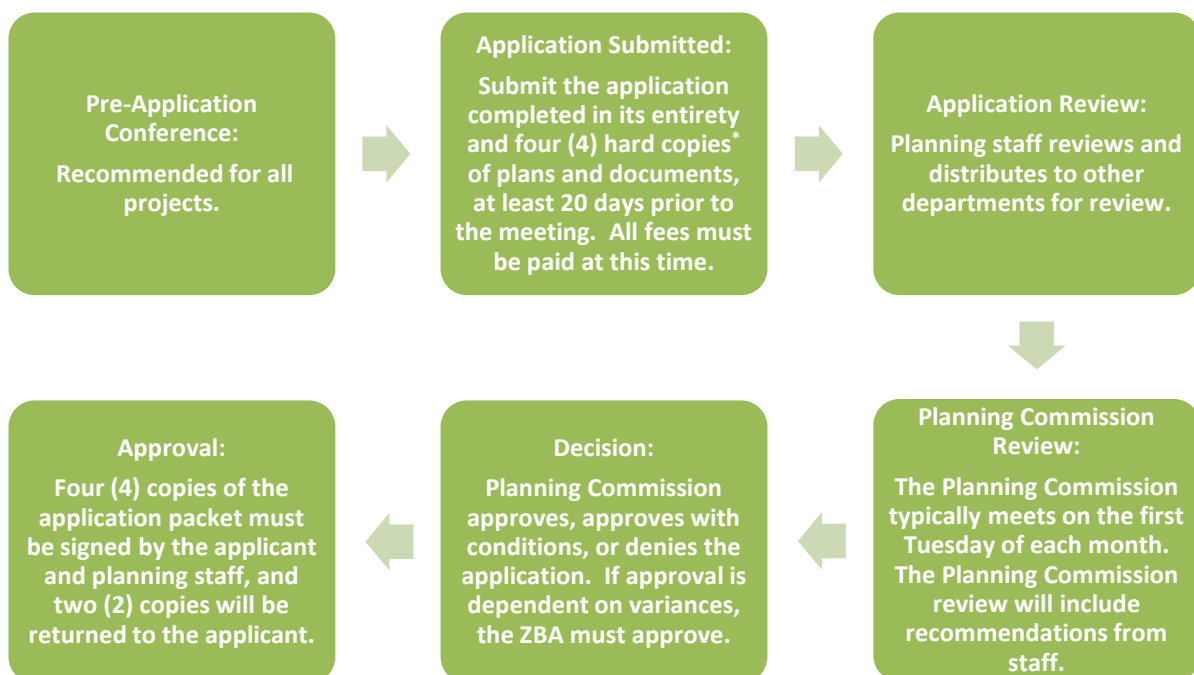 Pre-Application
Conference:
Recommended for all
projects.
Application Submitted:
Submit the application
completed in its entirety
and four (4) hard copies*
of plans and documents,
at least 20 days prior to
the meeting.  All fees must
be paid at this time.
Application Review:
Planning staff reviews and
distributes to other
departments for review.
Planning Commission
Review:
The Planning Commission
typically meets on the first
Tuesday of each month.
The Planning Commission
review will include
recommendations from
staff.
Decision:
Planning Commission
approves, approves with
conditions, or denies the
application.  If approval is
dependent on variances,
the ZBA must approve.
Approval:
Four (4) copies of the
application packet must
be signed by the applicant
and planning staff, and
two (2) copies will be
returned to the applicant.